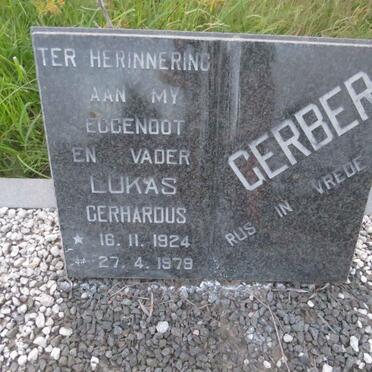 TER HERINNERING
AAN MY
EGGENOOT
EN VADER
LUKAS
GERHARDUS
* 16. 11. 1924
27. 4. 1979
GERBER
RUS IN VREDE